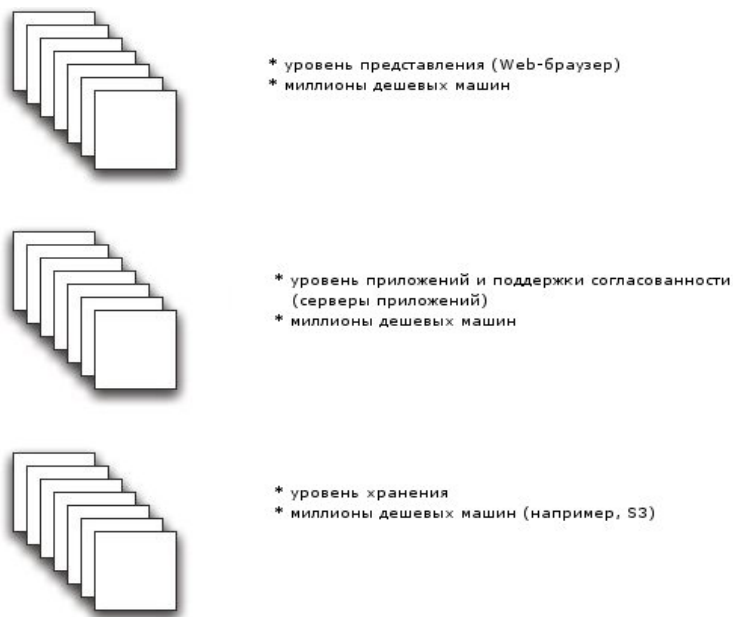 * уровень представления (Web-браузер)
* миллионы дешевых машин
* уровень приложений и поддержки согласованности
(серверы приложений)
* миллионы дешевых машин
* уровень хранения
* миллионы дешевых машин (например, S3)